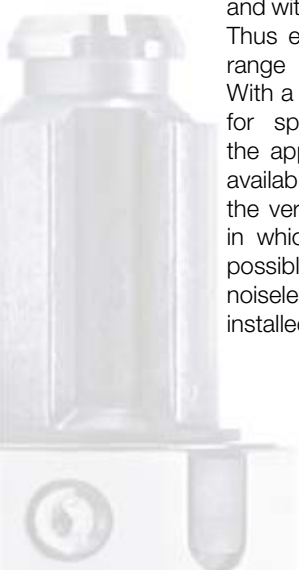 and wit
Thus e
range
With a
for sp
the app
availab
the ver
in whic
possibl
noisele
installe